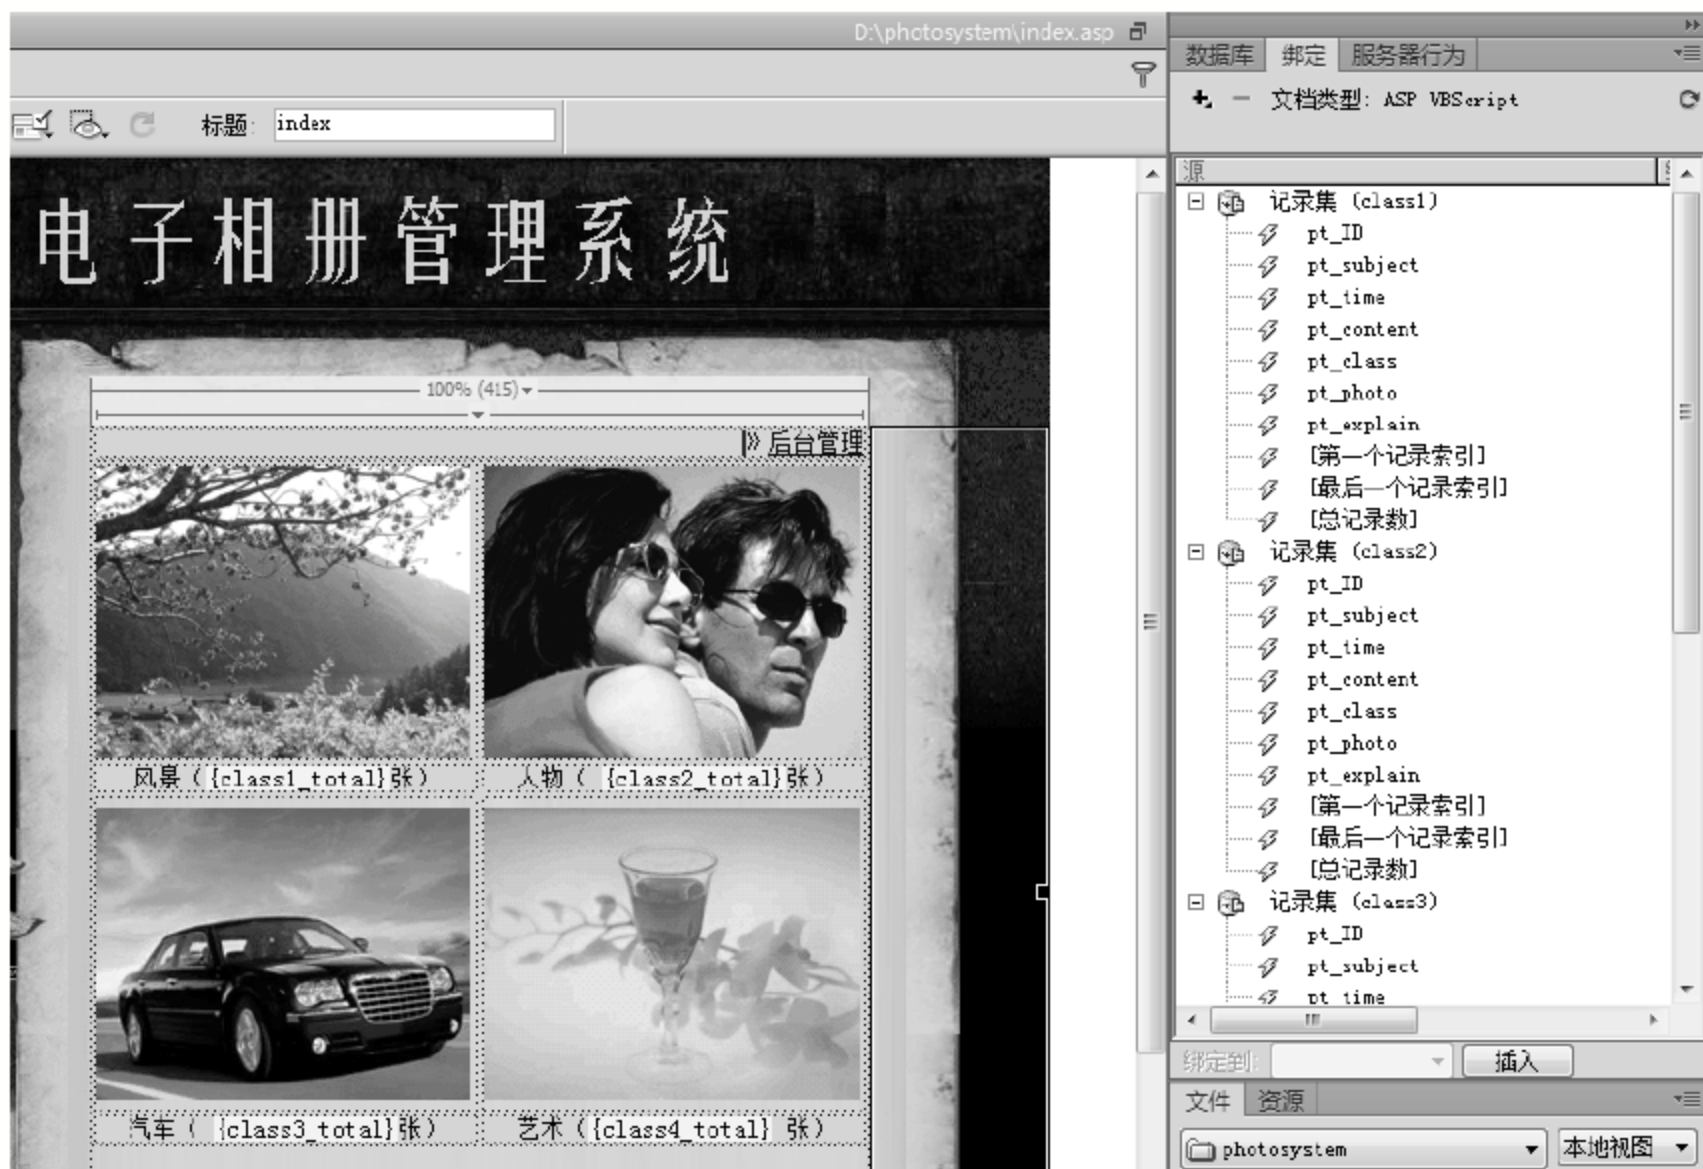 D:\photosystem\index.asp
标题: index
电子相册管理系统
100% (415)
» 后台管理
风景（{class1_total}张）
人物（ {class2_total}张）
汽车（ {class3_total}张）
艺术（{class4_total} 张）
数据库 绑定 服务器行为
文档类型: ASP VBScript
源
记录集 (class1)
pt_ID
pt_subject
pt_time
pt_content
pt_class
pt_photo
pt_explain
[第一个记录索引]
[最后一个记录索引]
[总记录数]
记录集 (class2)
pt_ID
pt_subject
pt_time
pt_content
pt_class
pt_photo
pt_explain
[第一个记录索引]
[最后一个记录索引]
[总记录数]
记录集 (class3)
pt_ID
pt_subject
pt_time
绑定到: 插入
文件 资源
photosystem 本地视图